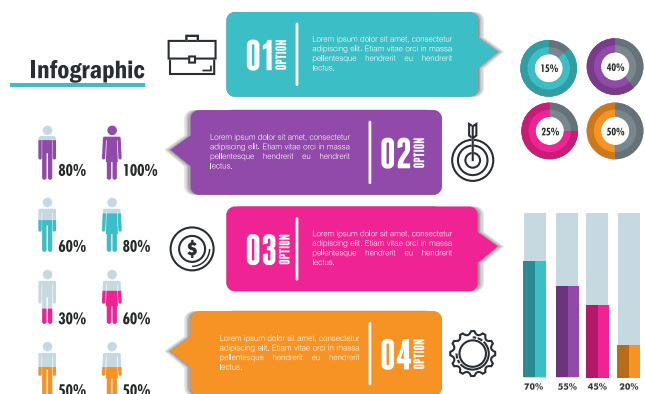 Infographic
80% 100%
60% 80%
30% 60%
50% 50%
01
OPTION
Lorem ipsum dolor sit amet, consectetur
adipiscing elit. Etiam vitae orci in massa
pellentesque hendrerit eu hendrerit
lectus.
Lorem ipsum dolor sit amet, consectetur
adipiscing elit. Etiam vitae orci in massa
pellentesque hendrerit eu hendrerit
lectus.
02
OPTION
$
03
OPTION
Lorem ipsum dolor sit amet, consectetur
adipiscing elit. Etiam vitae orci in massa
pellentesque hendrerit eu hendrerit
lectus.
Lorem ipsum dolor sit amet, consectetur
adipiscing elit. Etiam vitae orci in massa
pellentesque hendrerit eu hendrerit
lectus.
04
OPTION
15% 40%
25% 50%
70% 55% 45% 20%